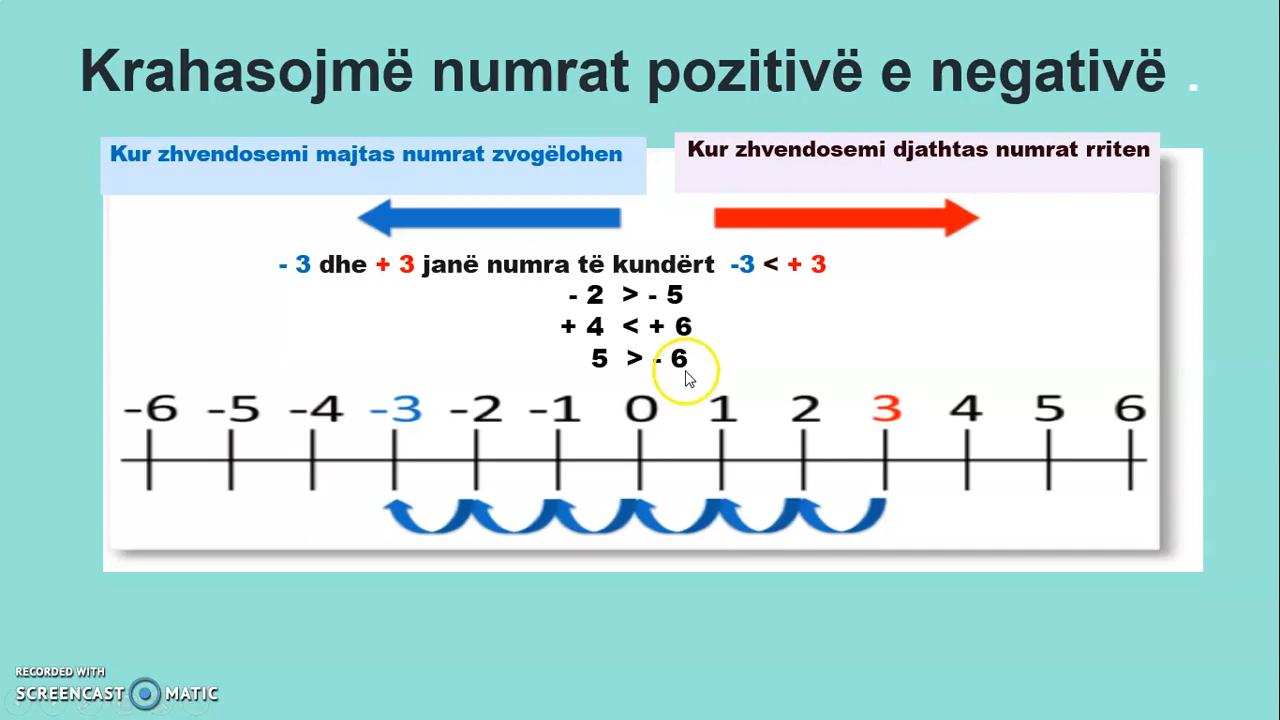 Krahasojmë numrat pozitivë e negativë .
Kur zhvendosemi majtas numrat zvogëlohen
Kur zhvendosemi djathtas numrat rriten
- 3 dhe + 3 janë numra të kundërt -3 < + 3
- 2 > - 5
+ 4 < + 6
5 > - 6
-6 -5 -4 -3 -2 -1 0 1 2 3 4 5 6
RECORDED WITH
SCREENCAST MATIC